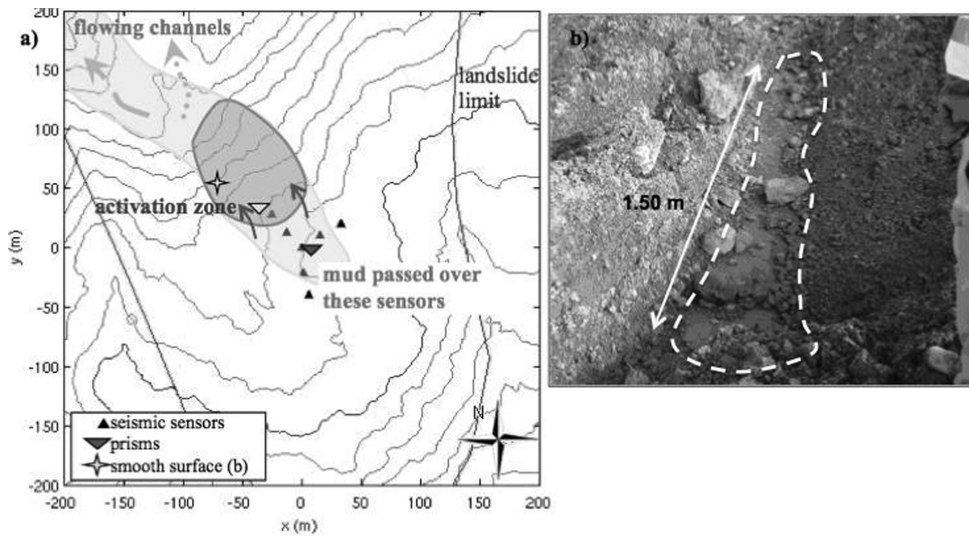 a)
flowing channels
landslide
limit
activation zone
mud passed over
these sensors
N
seismic sensors
prisms
smooth surface (b)
200
150
100
50
0
-50
-100
-150
-200
y (m)
-200
-150
-100
-50
0
50
100
150
200
x (m)
b)
1.50 m